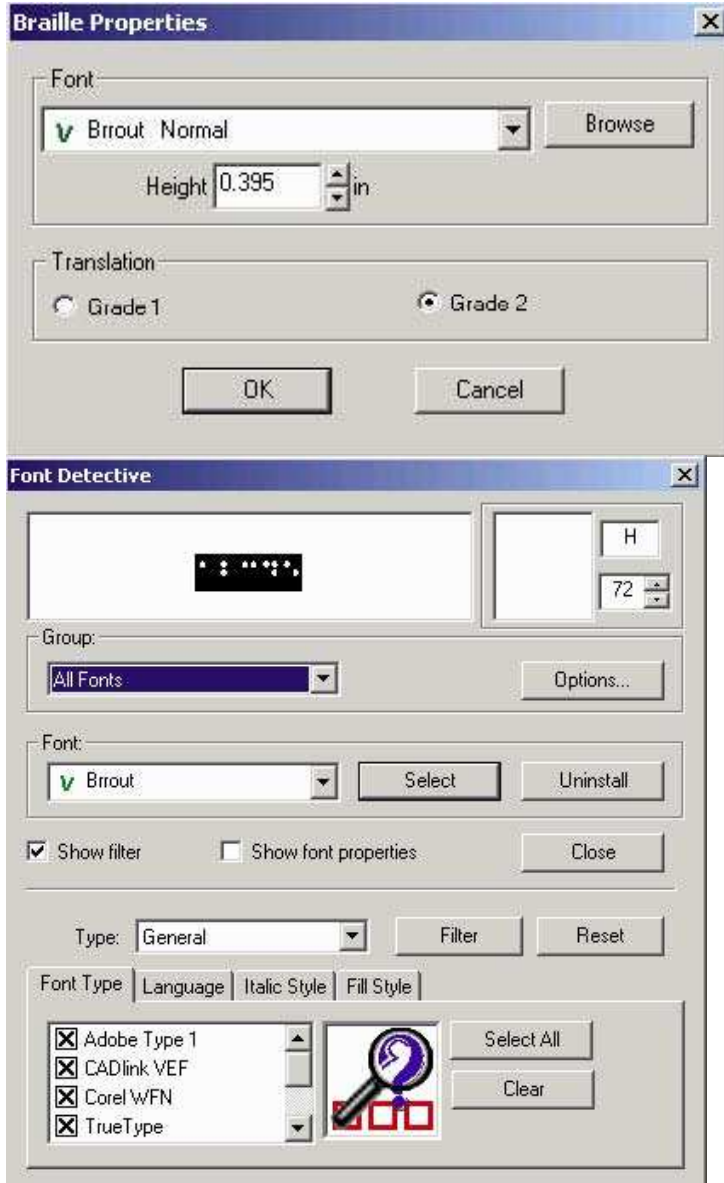 Braille Properties
Font
Brrout Normal
Browse
Height 0.395 in
Translation
Grade 1
Grade 2
OK
Cancel
Font Detective
H
72
Group:
All Fonts
Options...
Font:
Brrout
Select
Uninstall
Show filter
Show font properties
Close
Type: General
Filter
Reset
Font Type Language Italic Style Fill Style
Adobe Type 1
CADlink VEF
Corel WFN
TrueType
Select All
Clear